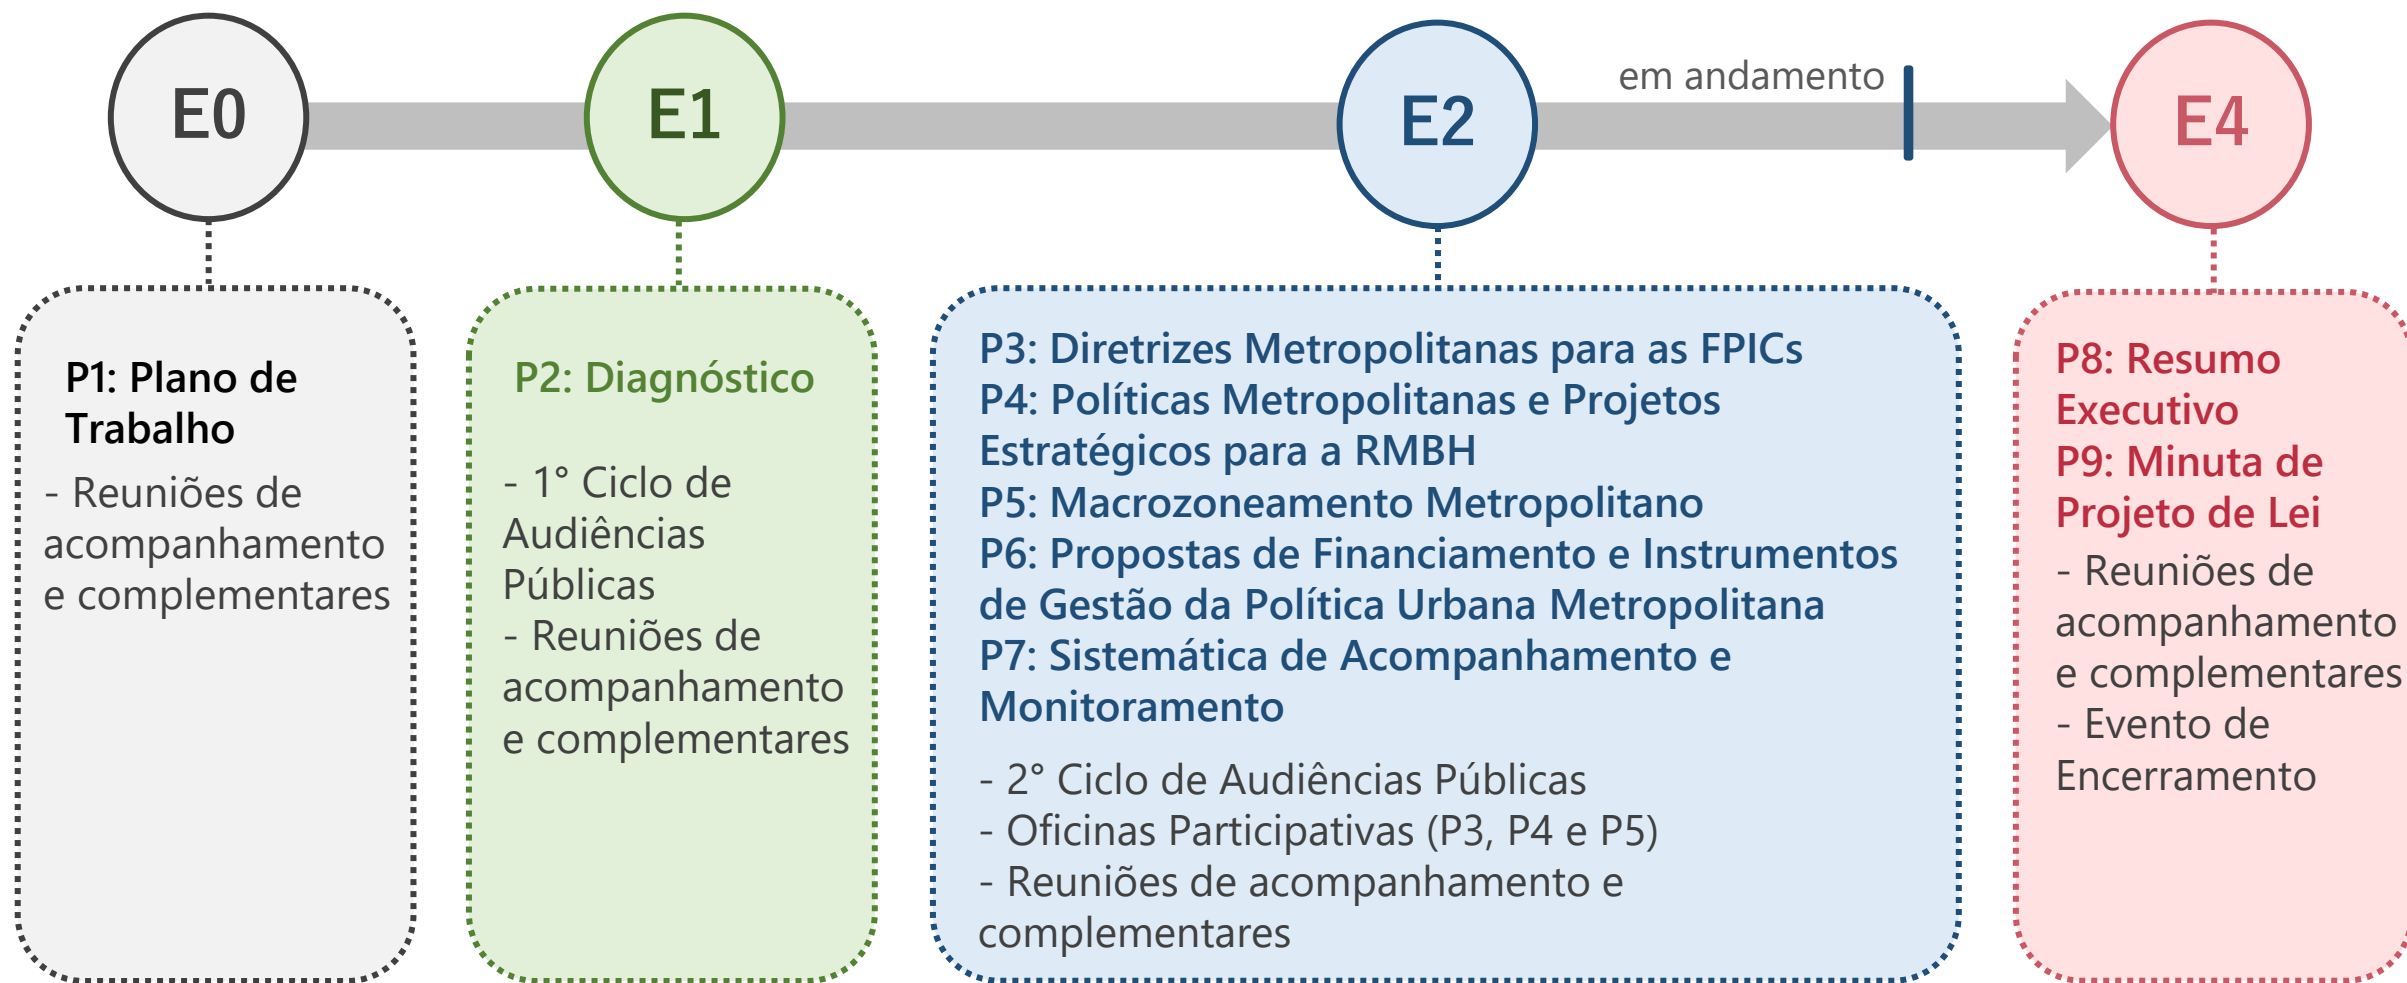 E0
E1
E2
em andamento
E4
P1: Plano de
Trabalho
- Reuniões de
acompanhamento
e complementares
P2: Diagnóstico
- 1° Ciclo de
Audiências
Públicas
- Reuniões de
acompanhamento
e complementares
P3: Diretrizes Metropolitanas para as FPICs
P4: Políticas Metropolitanas e Projetos
Estratégicos para a RMBH
P5: Macrozoneamento Metropolitano
P6: Propostas de Financiamento e Instrumentos
de Gestão da Política Urbana Metropolitana
P7: Sistemática de Acompanhamento e
Monitoramento
- 2° Ciclo de Audiências Públicas
- Oficinas Participativas (P3, P4 e P5)
- Reuniões de acompanhamento e
complementares
P8: Resumo
Executivo
P9: Minuta de
Projeto de Lei
- Reuniões de
acompanhamento
e complementares
- Evento de
Encerramento